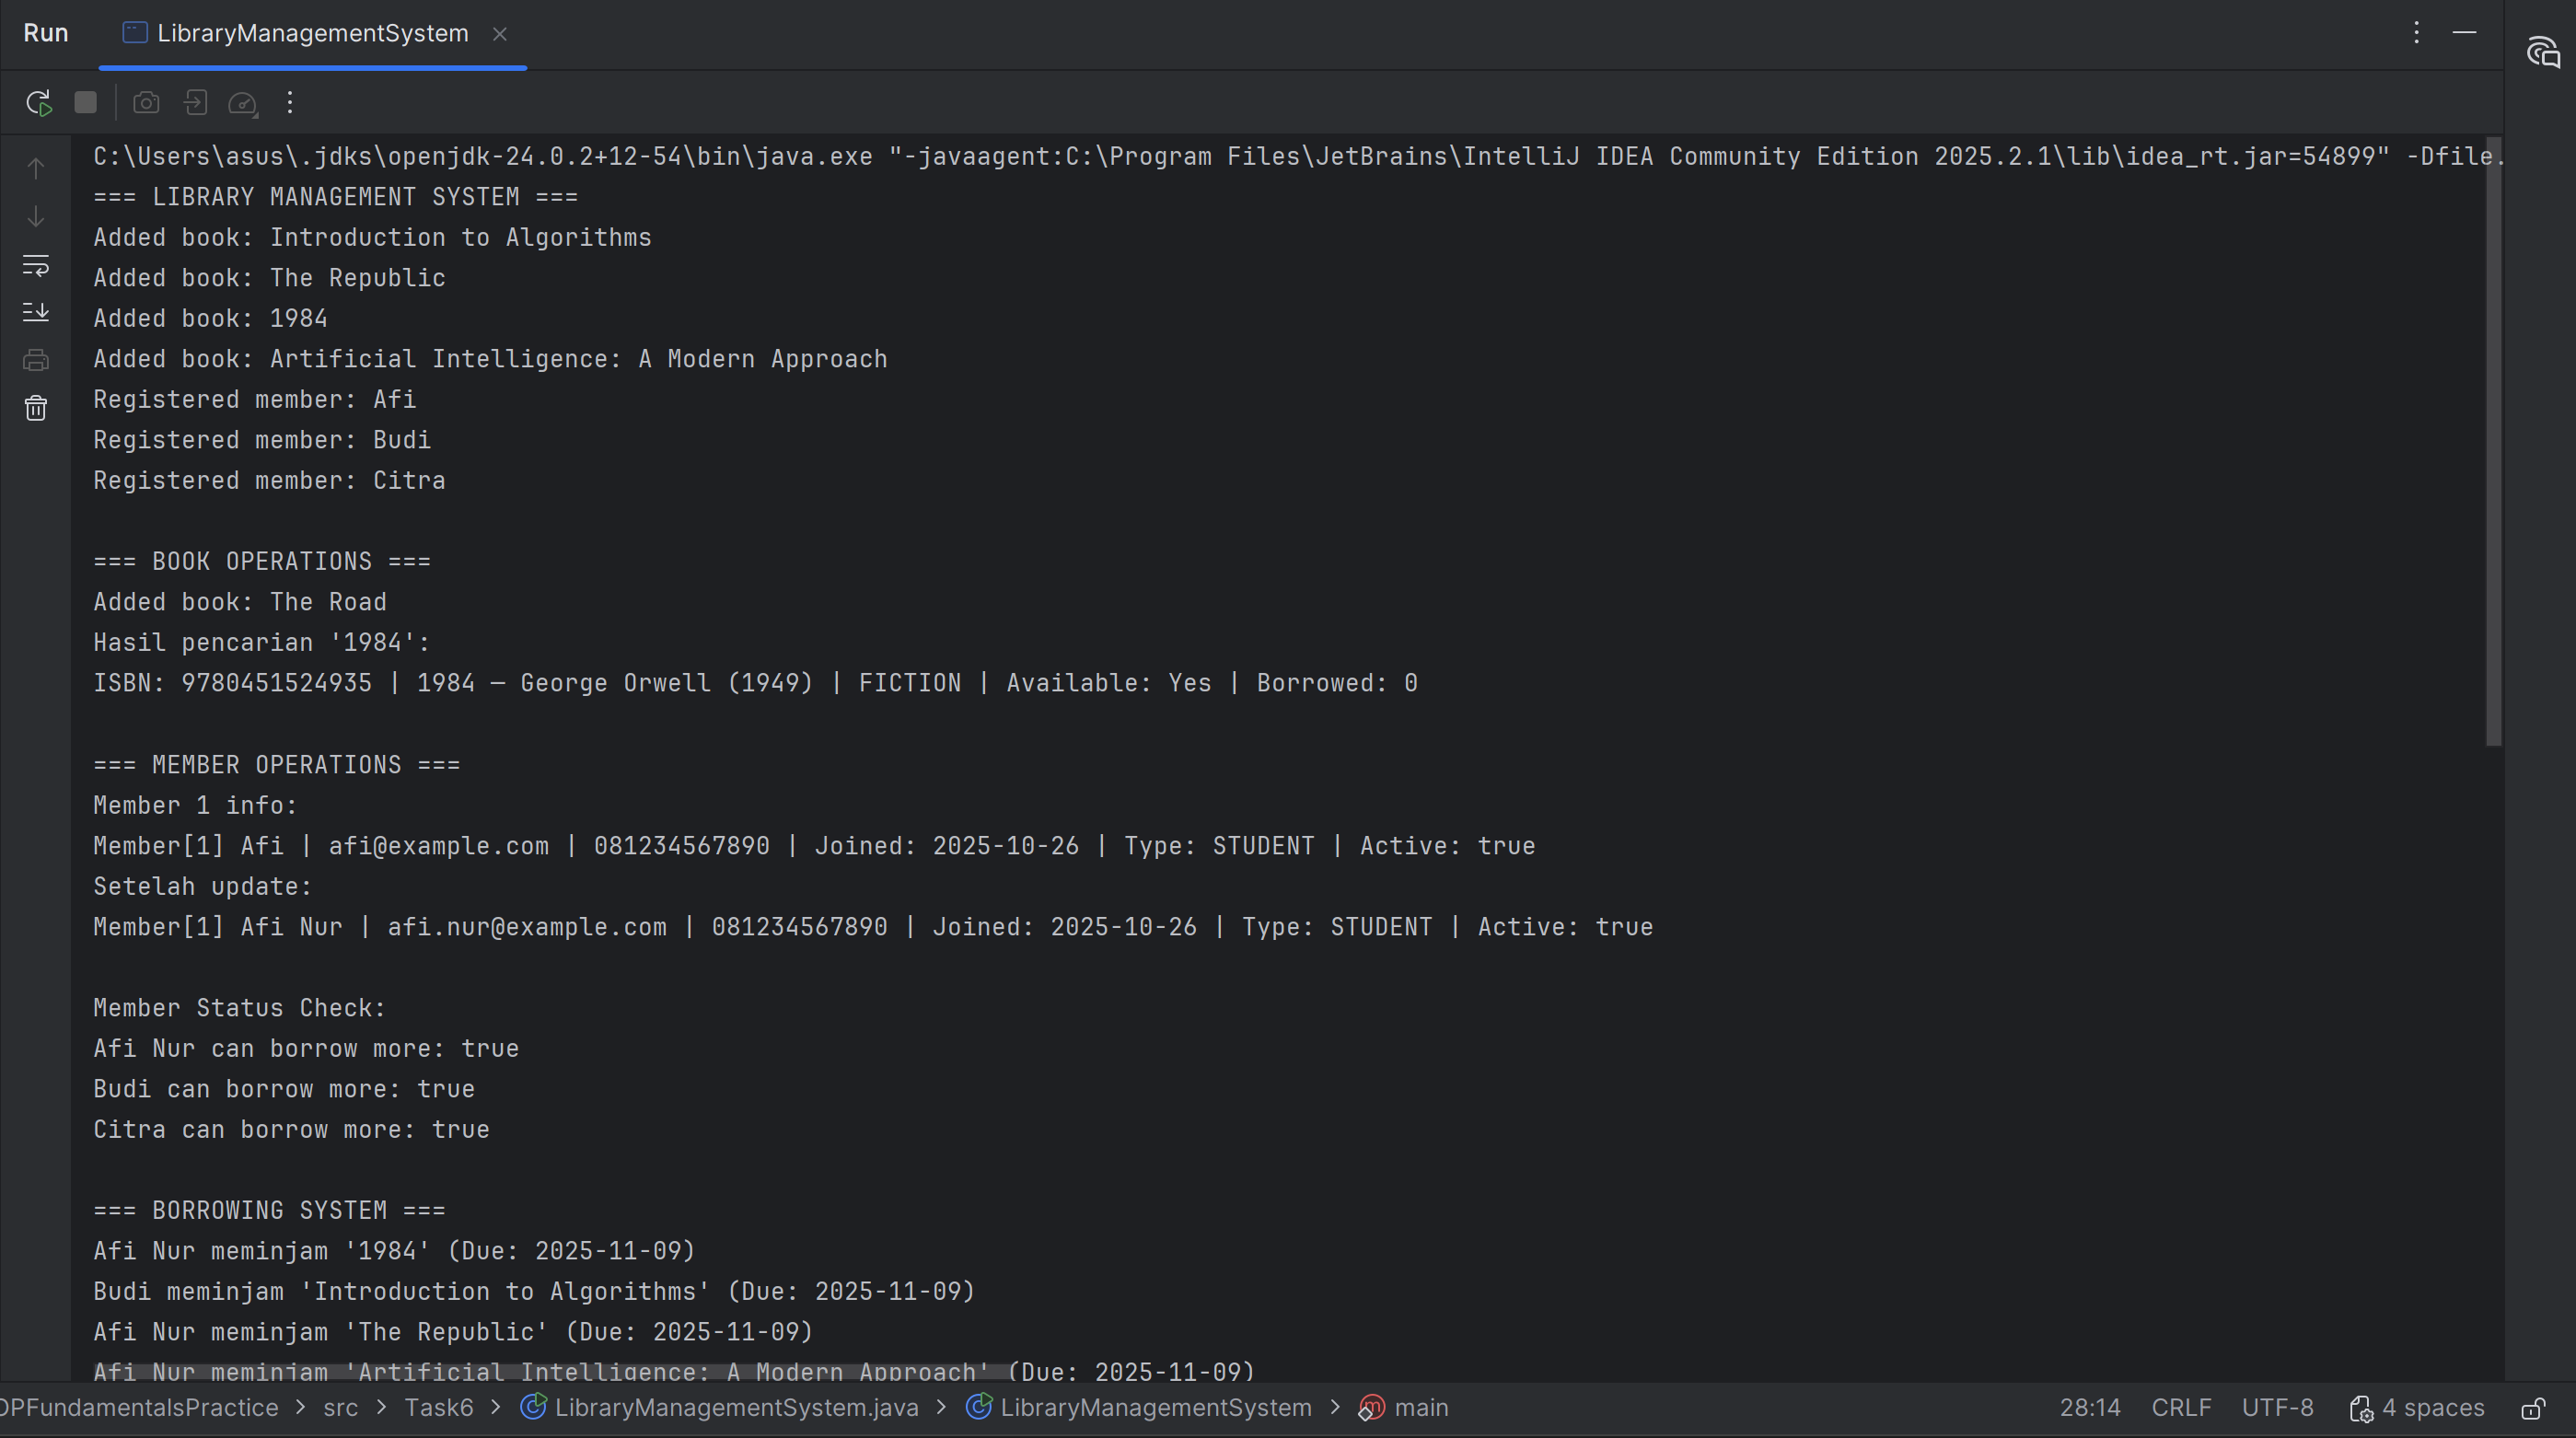 Run LibraryManagementSystem
C:\Users\asus\.jdks\openjdk-24.0.2+12-54\bin\java.exe "-javaagent:C:\Program Files\JetBrains\IntelliJ IDEA Community Edition 2025.2.1\lib\idea_rt.jar=54899" -Dfile.
=== LIBRARY MANAGEMENT SYSTEM ===
Added book: Introduction to Algorithms
Added book: The Republic
Added book: 1984
Added book: Artificial Intelligence: A Modern Approach
Registered member: Afi
Registered member: Budi
Registered member: Citra
=== BOOK OPERATIONS ===
Added book: The Road
Hasil pencarian '1984':
ISBN: 9780451524935 | 1984 — George Orwell (1949) | FICTION | Available: Yes | Borrowed: 0
=== MEMBER OPERATIONS ===
Member 1 info:
Member[1] Afi | afi@example.com | 081234567890 | Joined: 2025-10-26 | Type: STUDENT | Active: true
Setelah update:
Member[1] Afi Nur | afi.nur@example.com | 081234567890 | Joined: 2025-10-26 | Type: STUDENT | Active: true
Member Status Check:
Afi Nur can borrow more: true
Budi can borrow more: true
Citra can borrow more: true
=== BORROWING SYSTEM ===
Afi Nur meminjam '1984' (Due: 2025-11-09)
Budi meminjam 'Introduction to Algorithms' (Due: 2025-11-09)
Afi Nur meminjam 'The Republic' (Due: 2025-11-09)
Afi Nur meminjam 'Artificial Intelligence: A Modern Approach' (Due: 2025-11-09)
OPFundamentalsPractice > src > Task6 > LibraryManagementSystem.java > LibraryManagementSystem > main 28:14 CRLF UTF-8 4 spaces